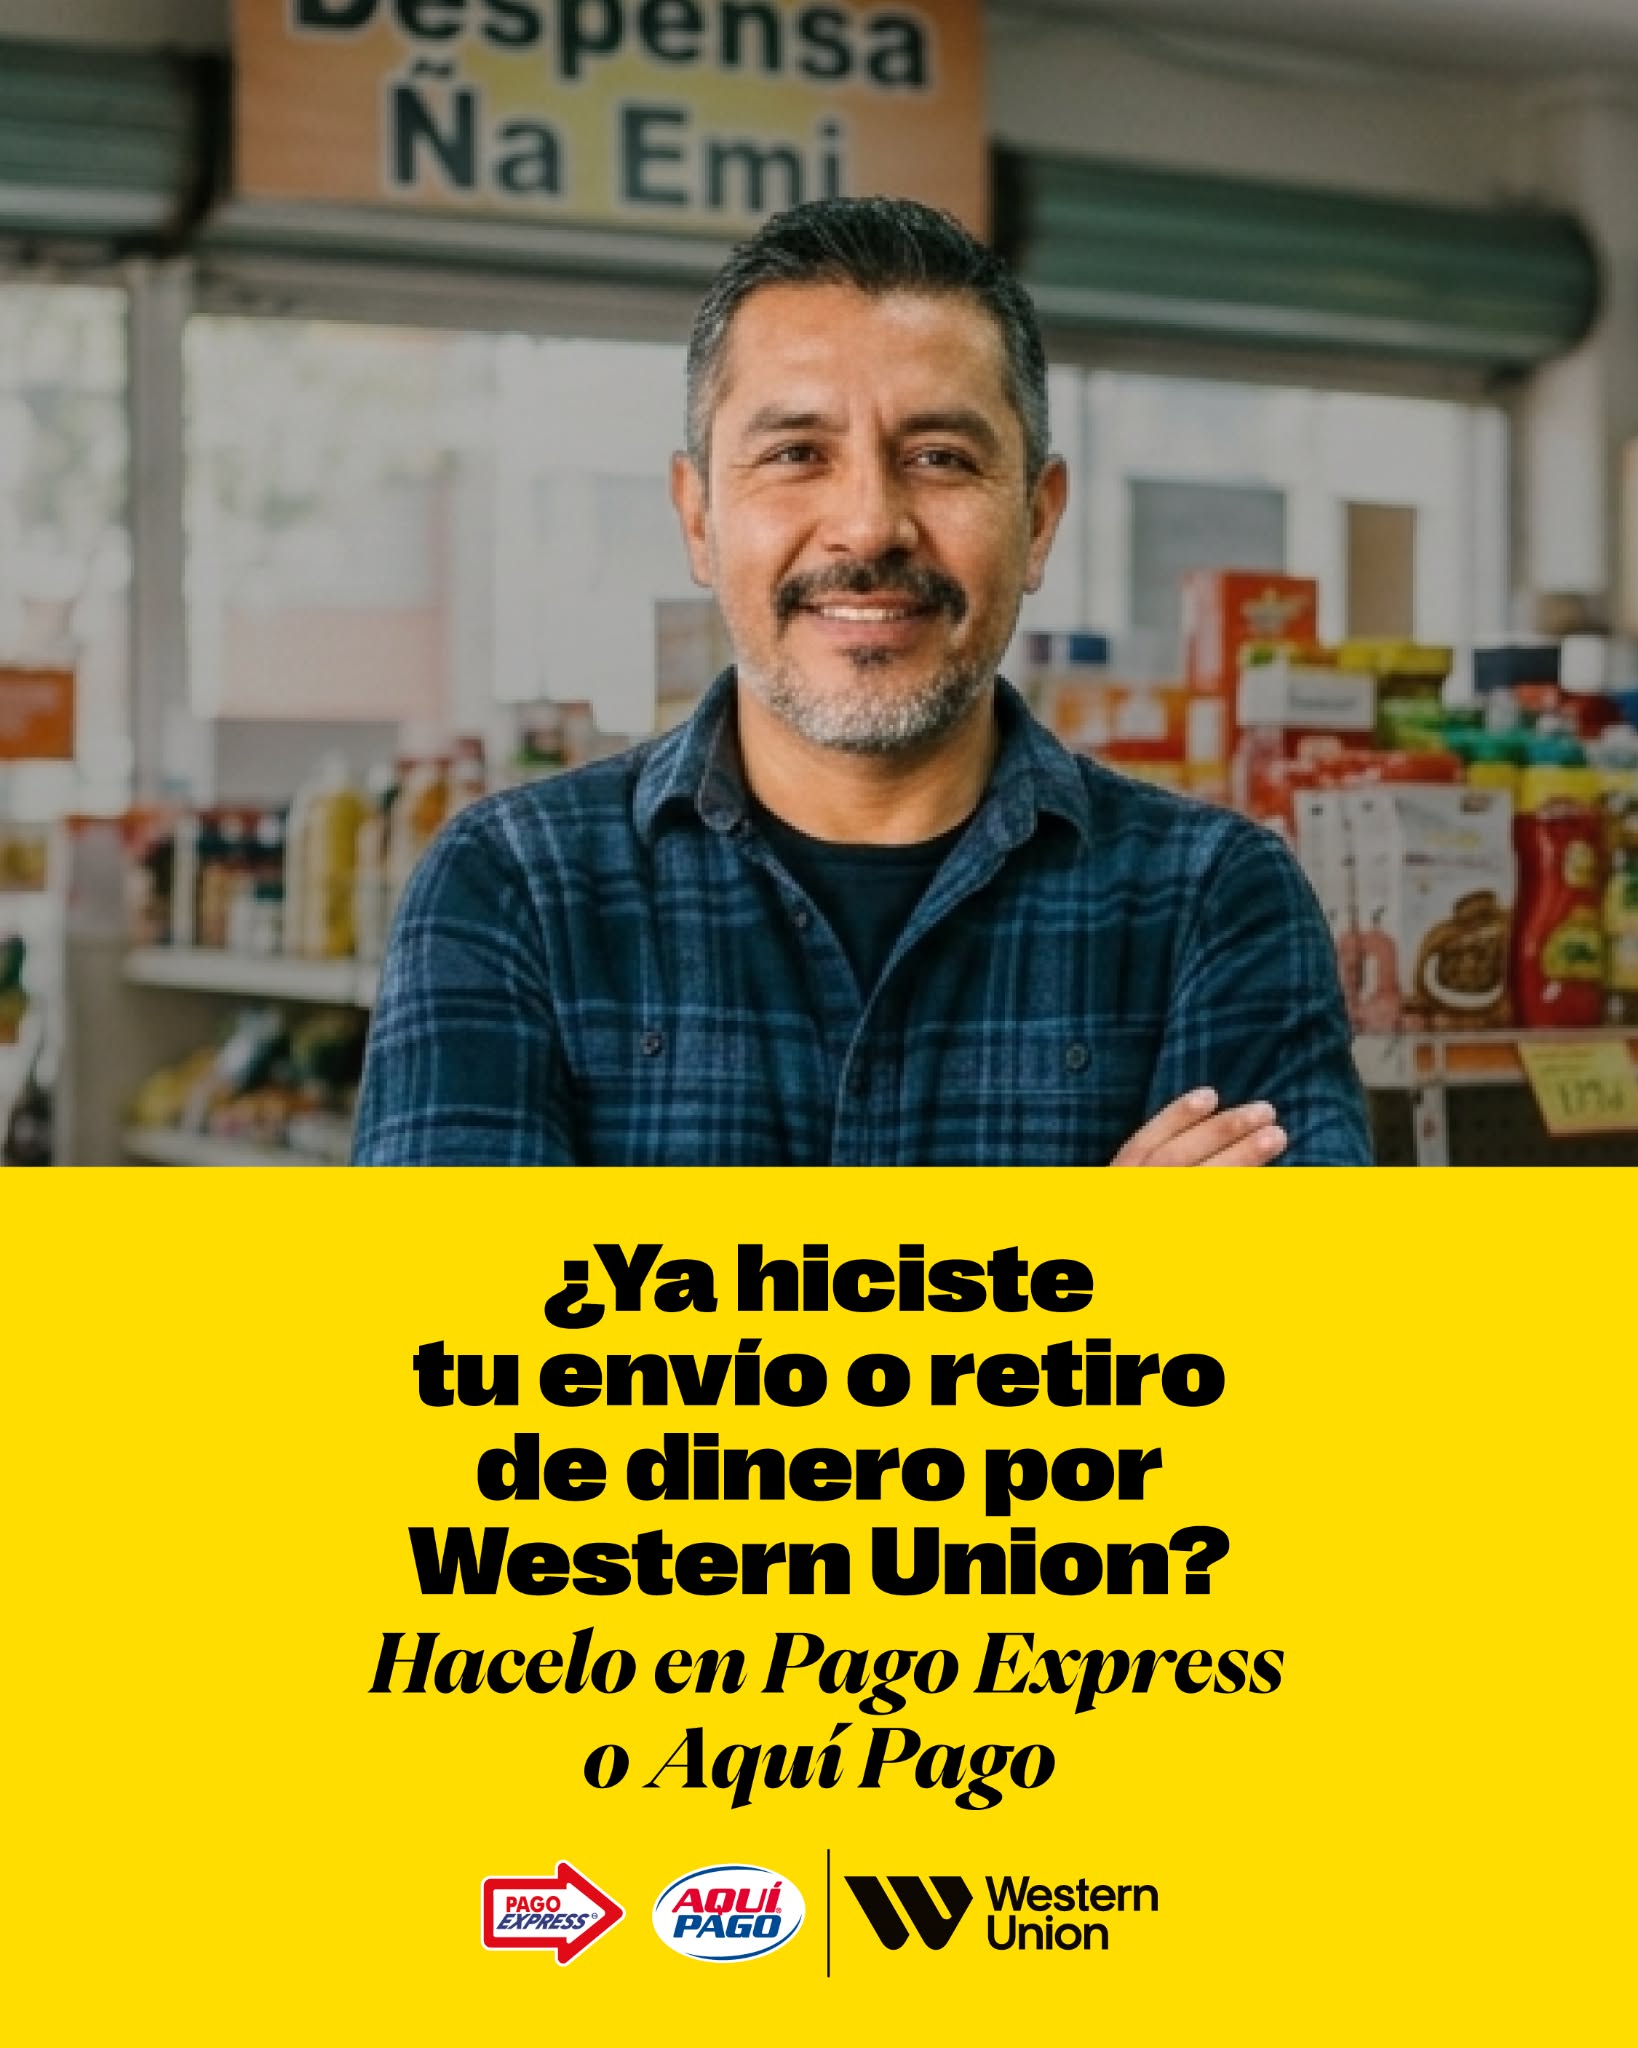 Despensa
Ña Emi
¿Ya hiciste
tu envío o retiro
de dinero por
Western Union?
Hacelo en Pago Express
o Aquí Pago
PAGO
EXPRESS
AQUÍ
PAGO
Western
Union